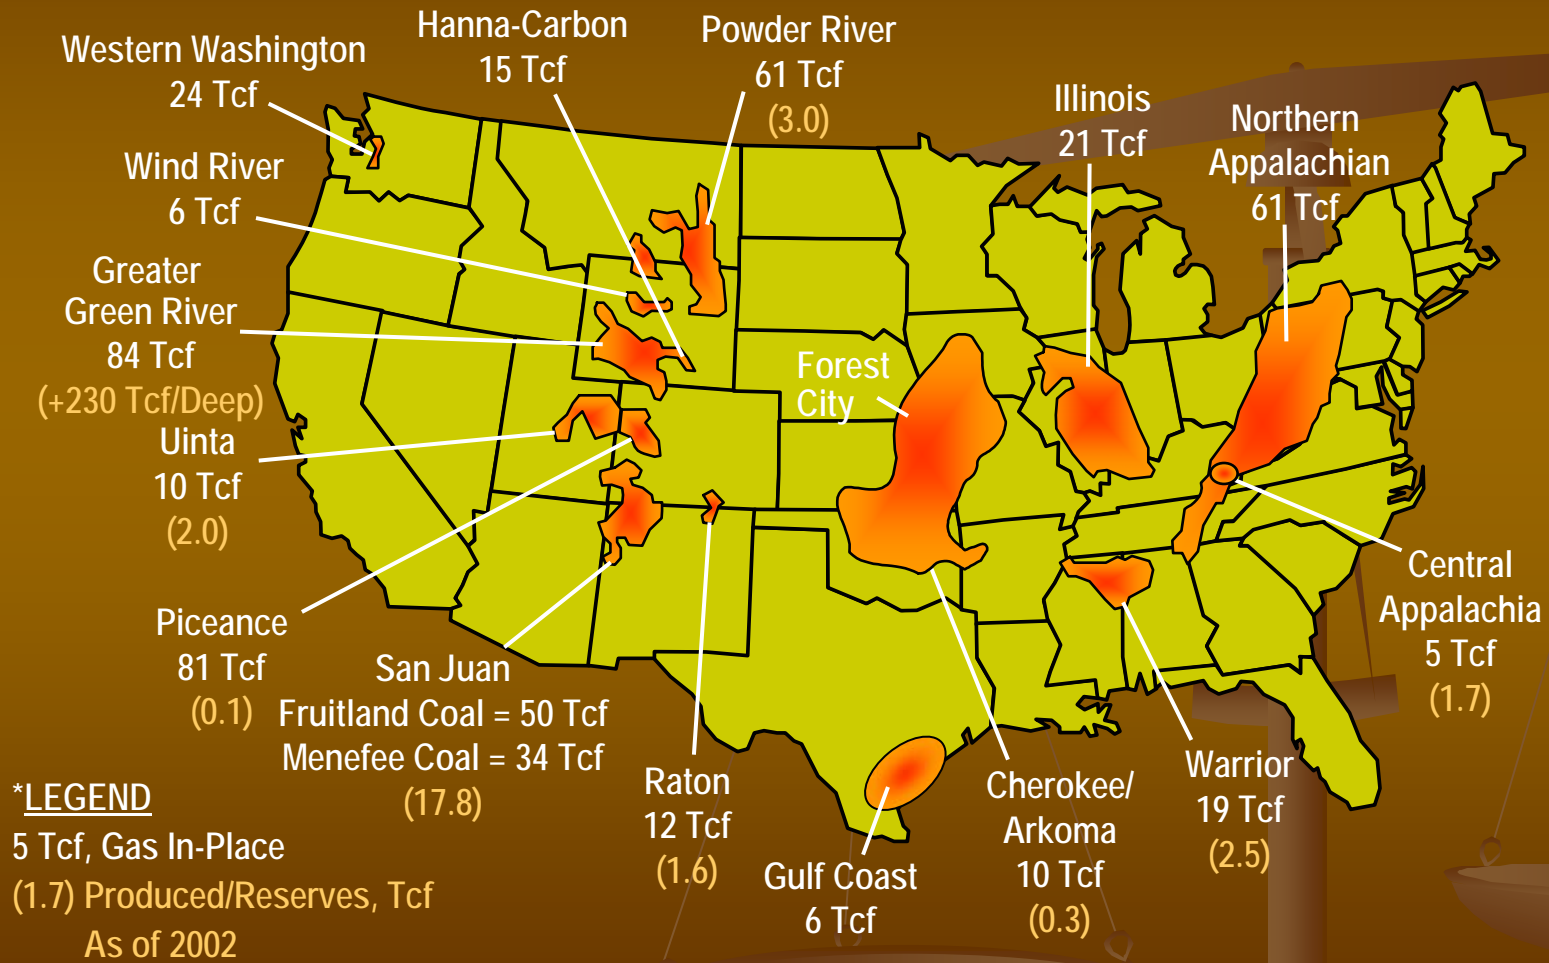 Western Washington
24 Tcf
Hanna-Carbon
15 Tcf
Powder River
61 Tcf
(3.0)
Illinois
21 Tcf
Northern
Appalachian
61 Tcf
Wind River
6 Tcf
Greater
Green River
84 Tcf
(+230 Tcf/Deep)
Uinta
10 Tcf
(2.0)
Forest
City
Piceance
81 Tcf
(0.1)
San Juan
Fruitland Coal = 50 Tcf
Menefee Coal = 34 Tcf
(17.8)
Raton
12 Tcf
(1.6)
Gulf Coast
6 Tcf
Cherokee/
Arkoma
10 Tcf
(0.3)
Warrior
19 Tcf
(2.5)
Central
Appalachia
5 Tcf
(1.7)
*LEGEND
5 Tcf, Gas In-Place
(1.7) Produced/Reserves, Tcf
As of 2002